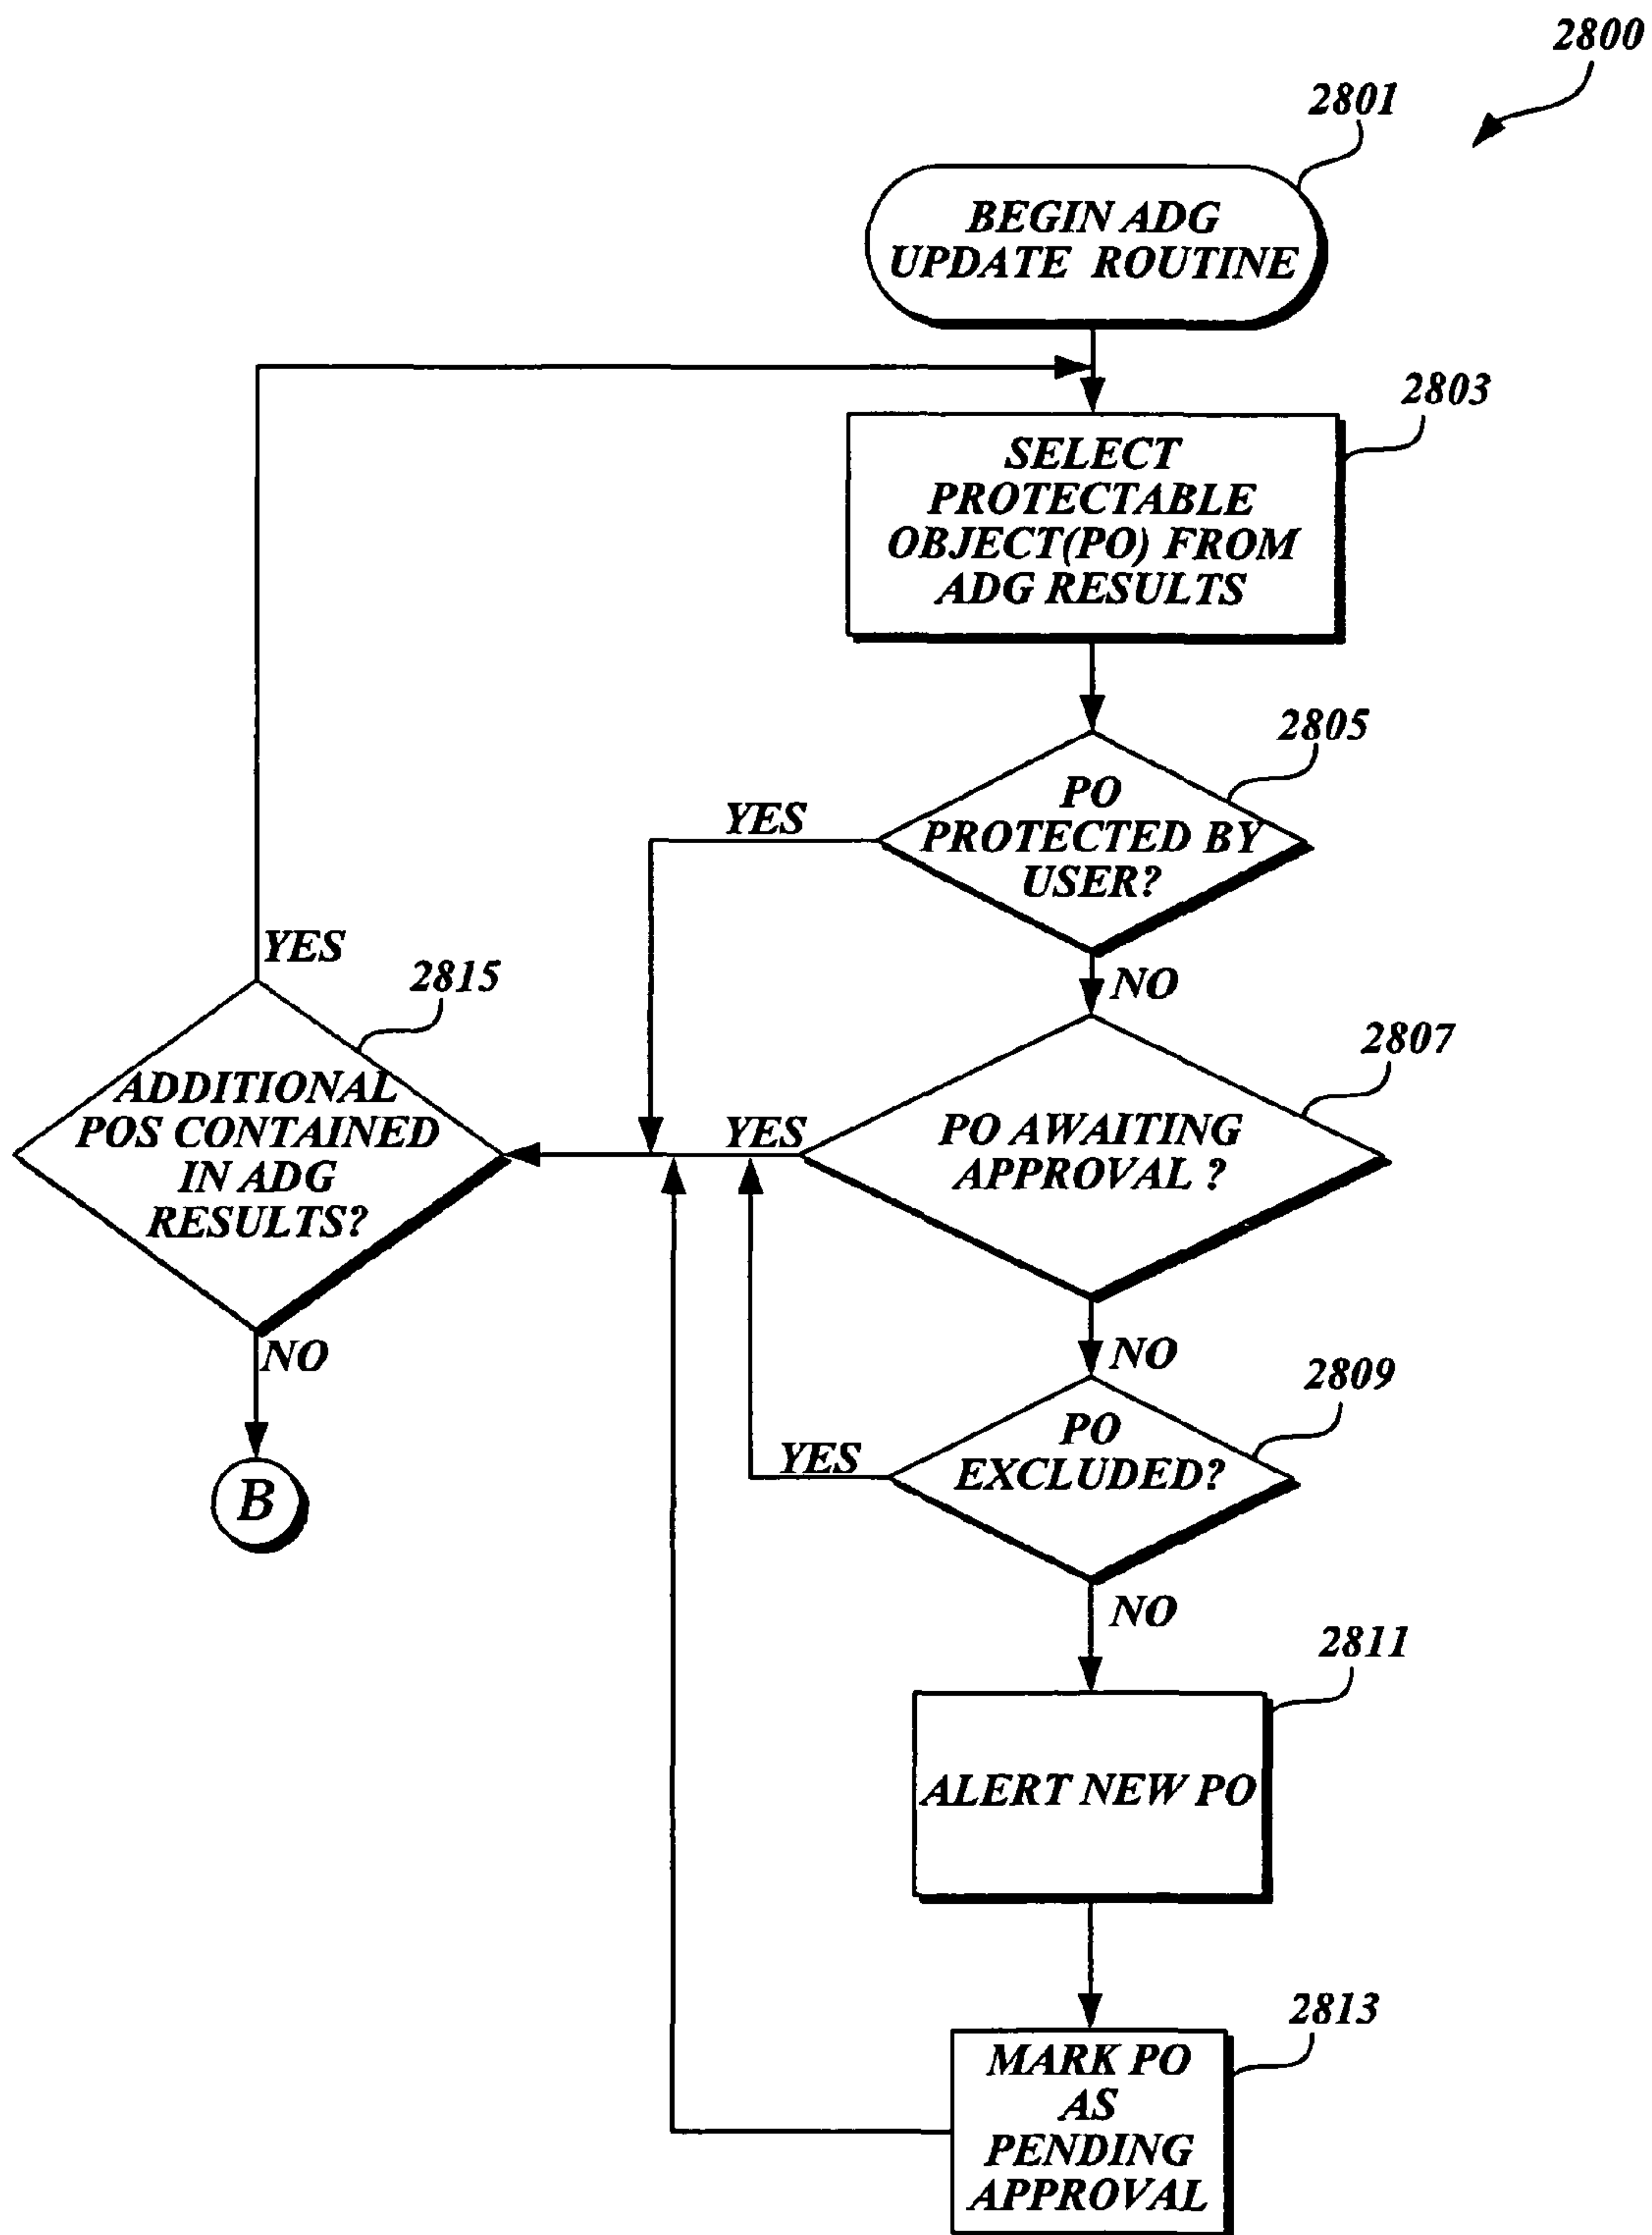 2800
2801
BEGIN ADG
UPDATE ROUTINE
2803
SELECT
PROTECTABLE
OBJECT(PO) FROM
ADG RESULTS
2805
PO
PROTECTED BY
USER?
YES
NO
2807
PO AWAITING
APPROVAL ?
YES
NO
2809
PO
EXCLUDED?
YES
NO
2811
ALERT NEW PO
2813
MARK PO
AS
PENDING
APPROVAL
2815
ADDITIONAL
POS CONTAINED
IN ADG
RESULTS?
YES
NO
B